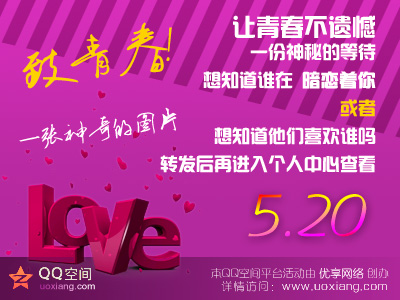 致青春!
一张神奇的图片
让青春不遗憾
一份神秘的等待
想知道谁在 暗恋着你
或者
想知道他们喜欢谁吗
转发后再进入个人中心查看
5.20
Love
QQ空间
uoxiang.com
本QQ空间平台活动由 优享网络 创办
详情访问：www.uoxiang.com